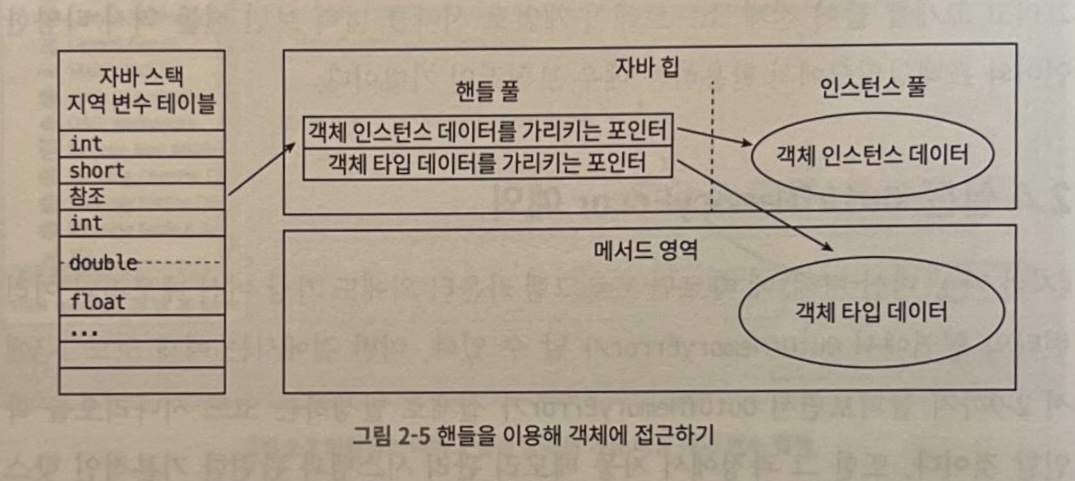 자바 스택
지역 변수 테이블
int
short
참조
int
double
float
...
자바 힙
핸들 풀
객체 인스턴스 데이터를 가리키는 포인터
객체 타입 데이터를 가리키는 포인터
인스턴스 풀
객체 인스턴스 데이터
메서드 영역
객체 타입 데이터
그림 2-5 핸들을 이용해 객체에 접근하기